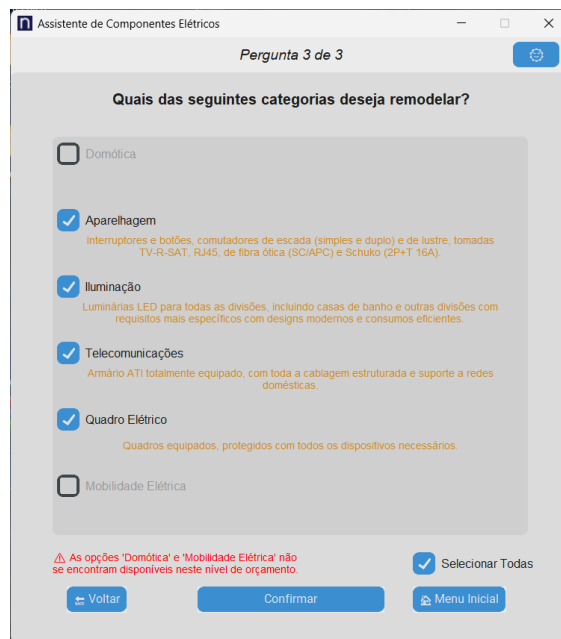 Assistente de Componentes Elétricos
Pergunta 3 de 3
Quais das seguintes categorias deseja remodelar?
Domótica
Aparelhagem
Interruptores e botões, comutadores de escada (simples e duplo) e de lustre, tomadas
TV-R-SAT, RJ45, de fibra ótica (SC/APC) e Schuko (2P+T 16A).
Iluminação
Luminárias LED para todas as divisões, incluindo casas de banho e outras divisões com
requisitos mais específicos com designs modernos e consumos eficientes.
Telecomunicações
Armário ATI totalmente equipado, com toda a cablagem estruturada e suporte a redes
domésticas.
Quadro Elétrico
Quadros equipados, protegidos com todos os dispositivos necessários.
Mobilidade Elétrica
⚠ As opções 'Domótica' e 'Mobilidade Elétrica' não
se encontram disponíveis neste nível de orçamento.
Selecionar Todas
Voltar
Confirmar
Menu Inicial